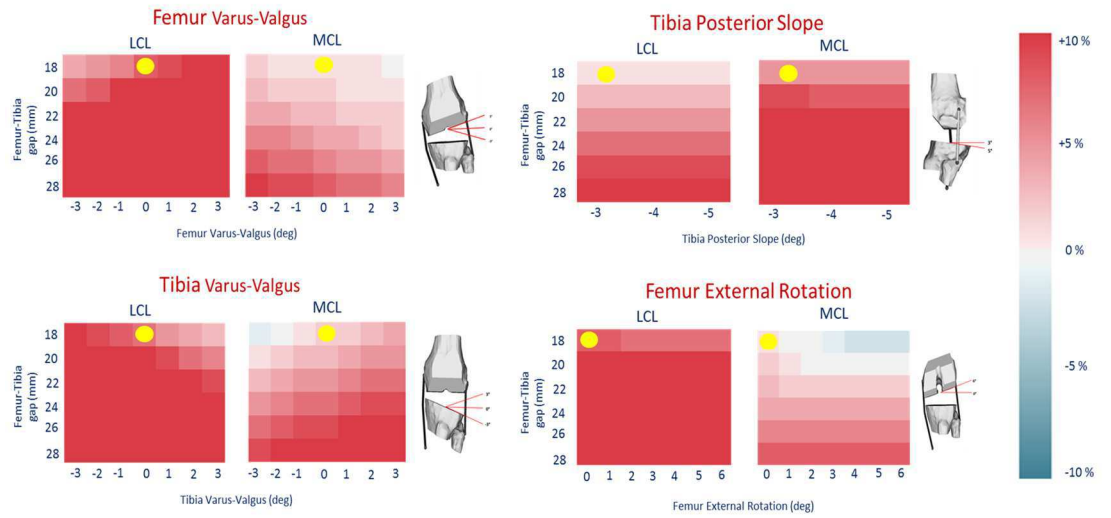 Femur Varus-Valgus
LCL
MCL
Femur-Tibia
gap (mm)
18
20
22
24
26
28
-3 -2 -1 0 1 2 3
-3 -2 -1 0 1 2 3
Femur Varus-Valgus (deg)
Tibia Posterior Slope
LCL
MCL
Femur-Tibia
gap (mm)
18
20
22
24
26
28
-3 -4 -5
-3 -4 -5
Tibia Posterior Slope (deg)
Tibia Varus-Valgus
LCL
MCL
Femur-Tibia
gap (mm)
18
20
22
24
26
28
-3 -2 -1 0 1 2 3
-3 -2 -1 0 1 2 3
Tibia Varus-Valgus (deg)
Femur External Rotation
LCL
MCL
Femur-Tibia
gap (mm)
18
20
22
24
26
28
0 1 2 3 4 5 6
0 1 2 3 4 5 6
Femur External Rotation (deg)
+10 %
+5 %
0 %
-5 %
-10 %